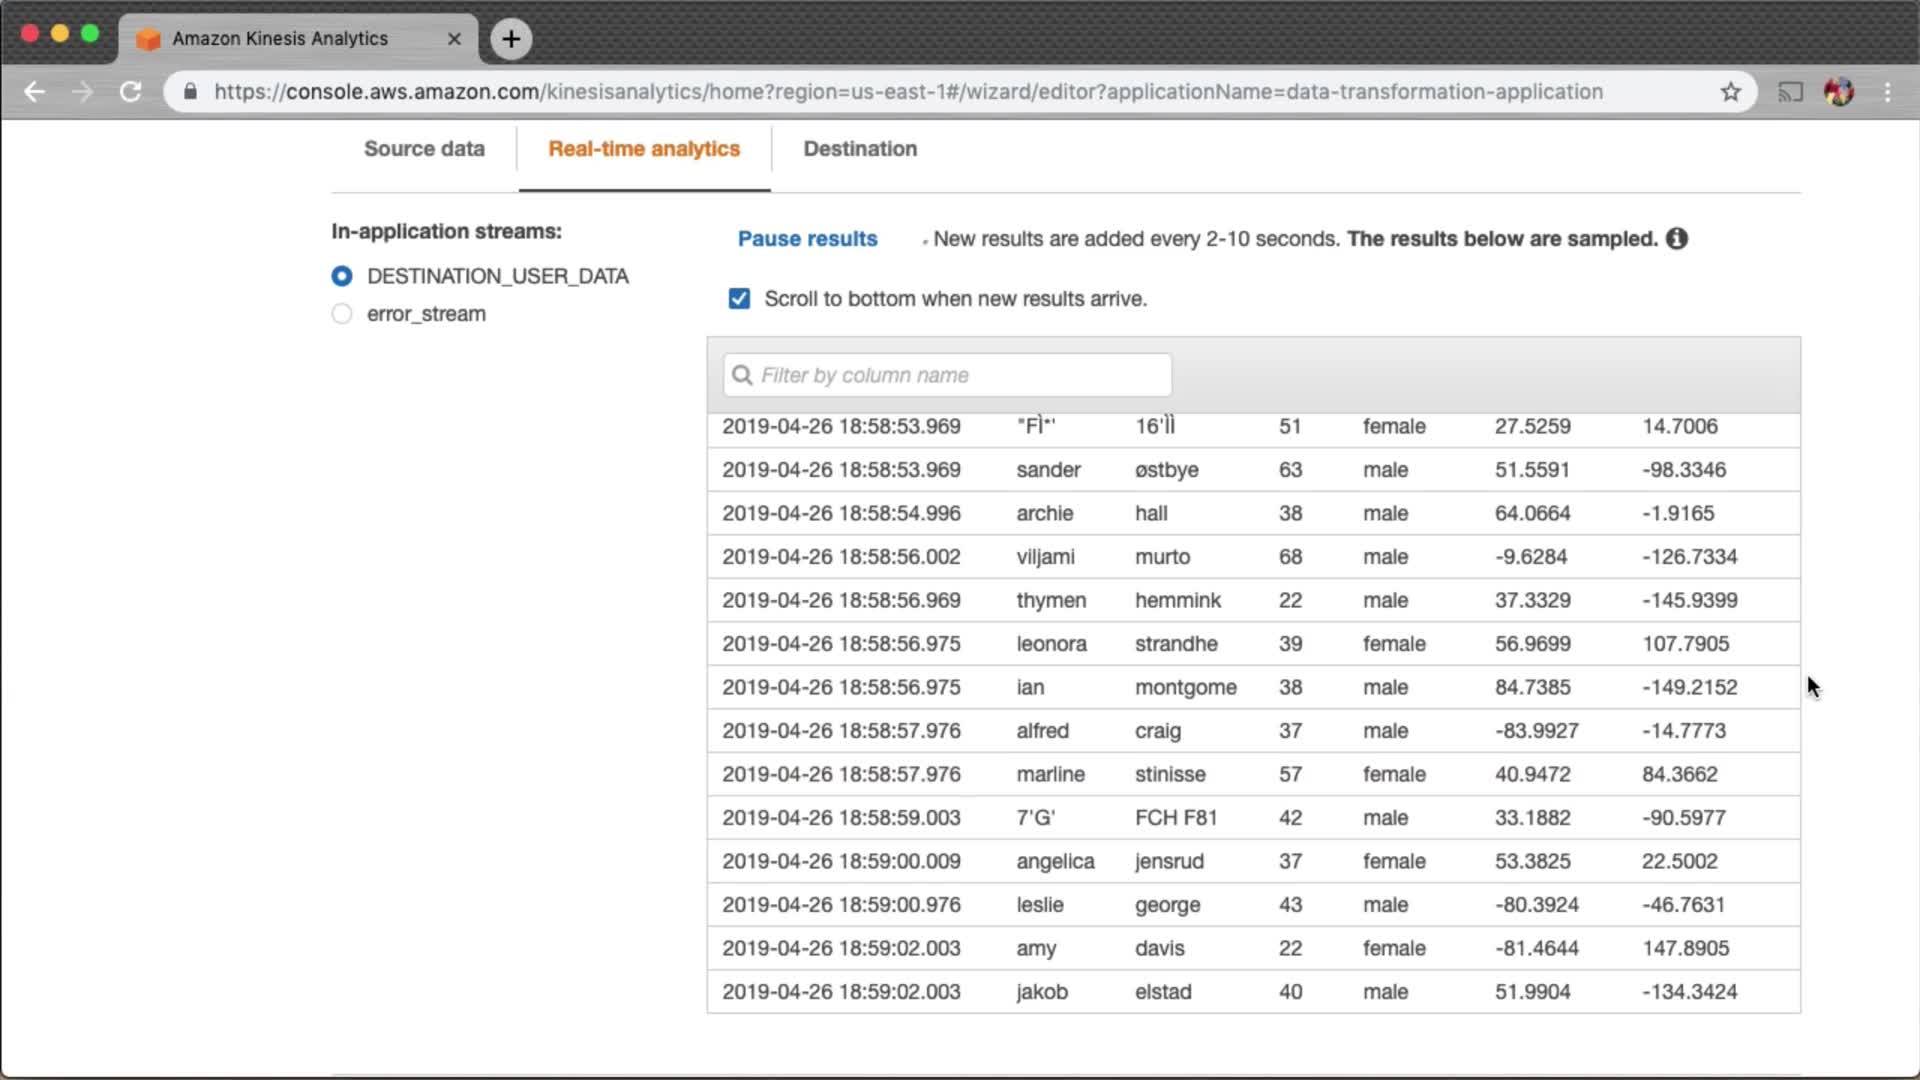 Amazon Kinesis Analytics
https://console.aws.amazon.com/kinesisanalytics/home?region=us-east-1#/wizard/editor?applicationName=data-transformation-application
Source data Real-time analytics Destination
In-application streams:
DESTINATION_USER_DATA
error_stream
Pause results New results are added every 2-10 seconds. The results below are sampled.
Scroll to bottom when new results arrive.
Filter by column name
2019-04-26 18:58:53.969 51 female 27.5259 14.7006
2019-04-26 18:58:53.969 sander østbye 63 male 51.5591 -98.3346
2019-04-26 18:58:54.996 archie hall 38 male 64.0664 -1.9165
2019-04-26 18:58:56.002 viljami murto 68 male -9.6284 -126.7334
2019-04-26 18:58:56.969 thymen hemmink 22 male 37.3329 -145.9399
2019-04-26 18:58:56.975 leonora strandhe 39 female 56.9699 107.7905
2019-04-26 18:58:56.975 ian montgome 38 male 84.7385 -149.2152
2019-04-26 18:58:57.976 alfred craig 37 male -83.9927 -14.7773
2019-04-26 18:58:57.976 marline stinisse 57 female 40.9472 84.3662
2019-04-26 18:58:59.003 7'G' FCH F81 42 male 33.1882 -90.5977
2019-04-26 18:59:00.009 angelica jensrud 37 female 53.3825 22.5002
2019-04-26 18:59:00.976 leslie george 43 male -80.3924 -46.7631
2019-04-26 18:59:02.003 amy davis 22 female -81.4644 147.8905
2019-04-26 18:59:02.003 jakob elstad 40 male 51.9904 -134.3424